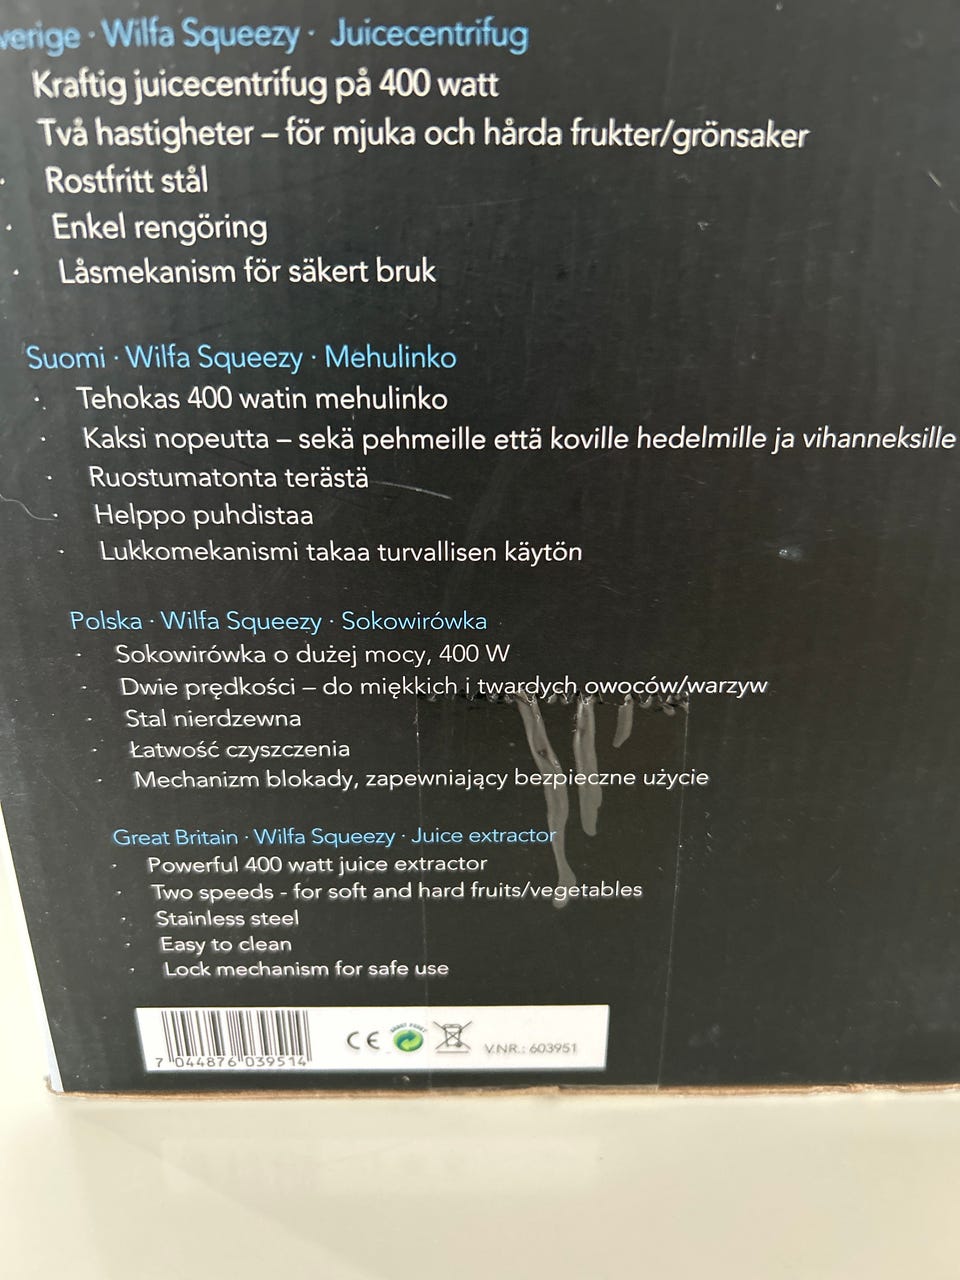 verige · Wilfa Squeezy · Juicecentrifug
Kraftig juicecentrifug på 400 watt
Två hastigheter – för mjuka och hårda frukter/grönsaker
· Rostfritt stål
· Enkel rengöring
· Låsmekanism för säkert bruk
Suomi · Wilfa Squeezy · Mehulinko
· Tehokas 400 watin mehulinko
· Kaksi nopeutta – sekä pehmeille että koville hedelmille ja vihanneksille
· Ruostumatonta terästä
· Helppo puhdistaa
· Lukkomekanismi takaa turvallisen käytön
Polska · Wilfa Squeezy · Sokowirówka
· Sokowirówka o dużej mocy, 400 W
· Dwie prędkości – do miękkich i twardych owoców/warzyw
· Stal nierdzewna
· Łatwość czyszczenia
· Mechanizm blokady, zapewniający bezpieczne użycie
Great Britain · Wilfa Squeezy · Juice extractor
· Powerful 400 watt juice extractor
· Two speeds - for soft and hard fruits/vegetables
· Stainless steel
· Easy to clean
· Lock mechanism for safe use
7 044876 039514
CE
V.NR.: 603951